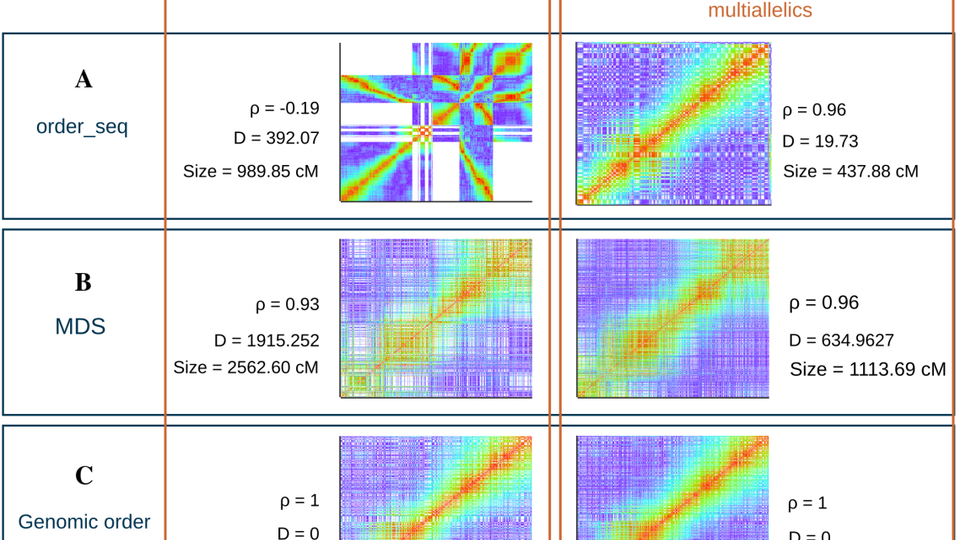 multiallelics
A
order_seq
ρ = -0.19
D = 392.07
Size = 989.85 cM
ρ = 0.96
D = 19.73
Size = 437.88 cM
B
MDS
ρ = 0.93
D = 1915.252
Size = 2562.60 cM
ρ = 0.96
D = 634.9627
Size = 1113.69 cM
C
Genomic order
ρ = 1
D = 0
ρ = 1
D = 0